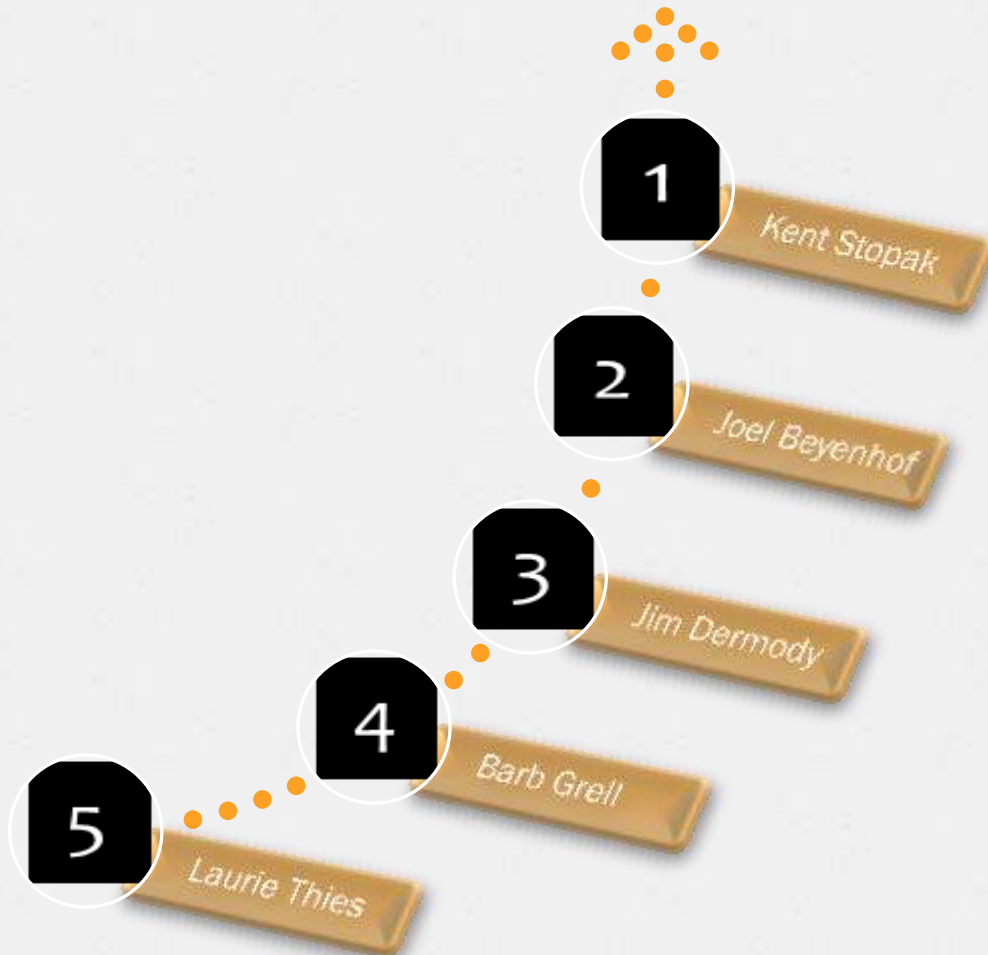 1
Kent Stopak
2
Joel Beyenhof
3
Jim Dermody
4
Barb Grell
5
Laurie Thies